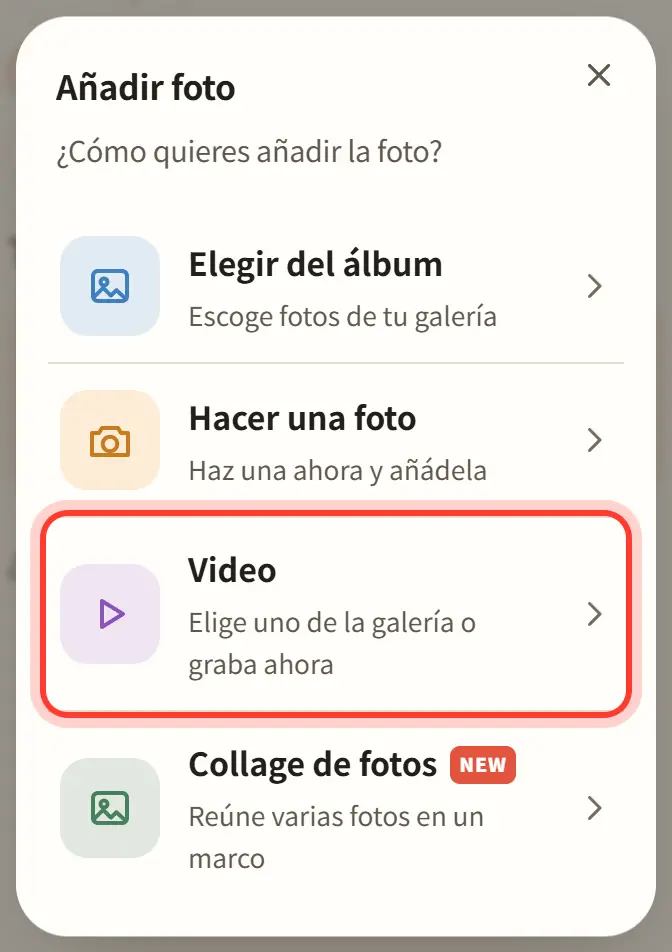 Añadir foto
¿Cómo quieres añadir la foto?
Elegir del álbum
Escoge fotos de tu galería
Hacer una foto
Haz una ahora y añádela
Video
Elige uno de la galería o
graba ahora
Collage de fotos NEW
Reúne varias fotos en un
marco